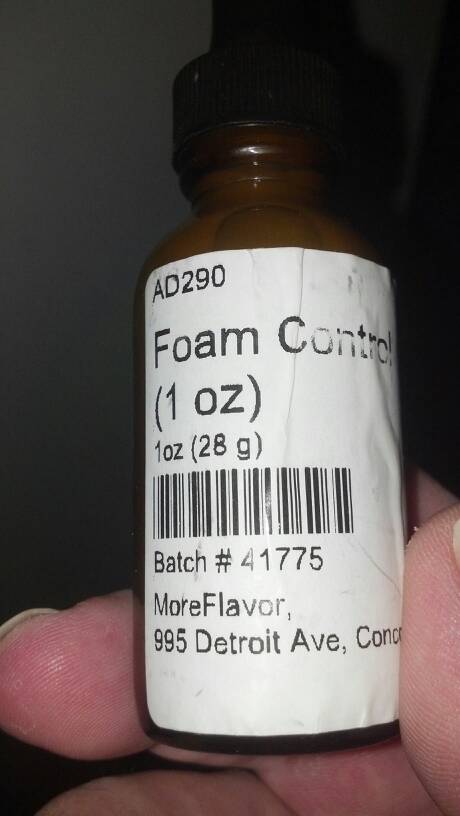 AD290
Foam Control
(1 oz)
1oz (28 g)
Batch # 41775
MoreFlavor,
995 Detroit Ave, Conc